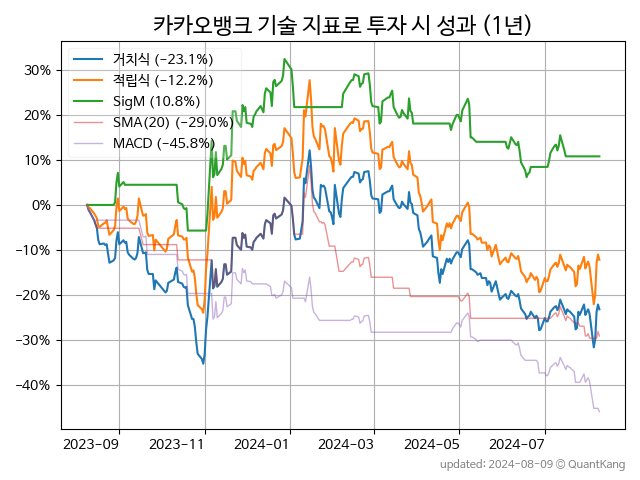 카카오뱅크 기술 지표로 투자 시 성과 (1년)
거치식 (−23.1%)
적립식 (−12.2%)
SigM (10.8%)
SMA(20) (−29.0%)
MACD (−45.8%)
30%
20%
10%
0%
−10%
−20%
−30%
−40%
2023-09 2023-11 2024-01 2024-03 2024-05 2024-07
updated: 2024-08-09 ⓒ QuantKang